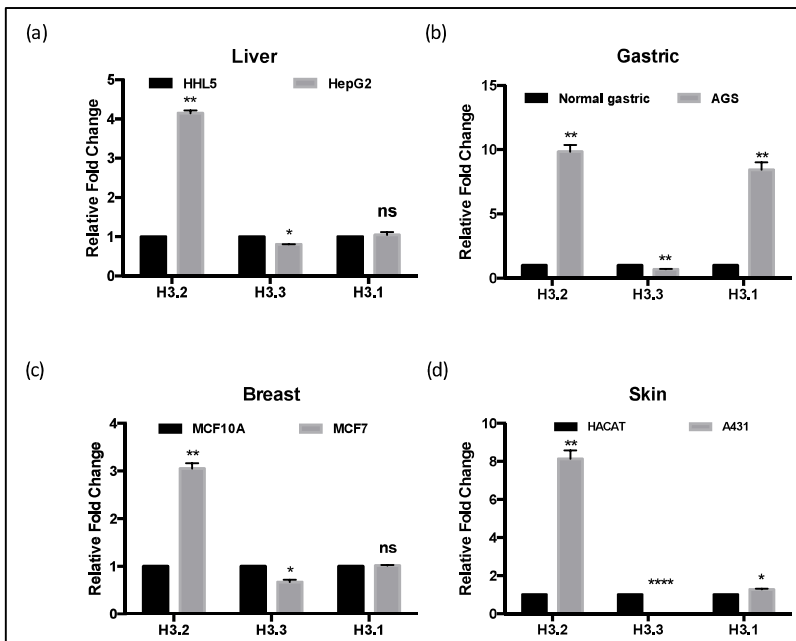 (a)
Liver
HHL5 HepG2
Relative Fold Change
5
4
3
2
1
0
**
*
ns
H3.2 H3.3 H3.1
(b)
Gastric
Normal gastric AGS
Relative Fold Change
15
10
5
0
**
**
**
H3.2 H3.3 H3.1
(c)
Breast
MCF10A MCF7
Relative Fold Change
4
3
2
1
0
**
*
ns
H3.2 H3.3 H3.1
(d)
Skin
HACAT A431
Relative Fold Change
10
8
6
4
2
0
**
****
*
H3.2 H3.3 H3.1